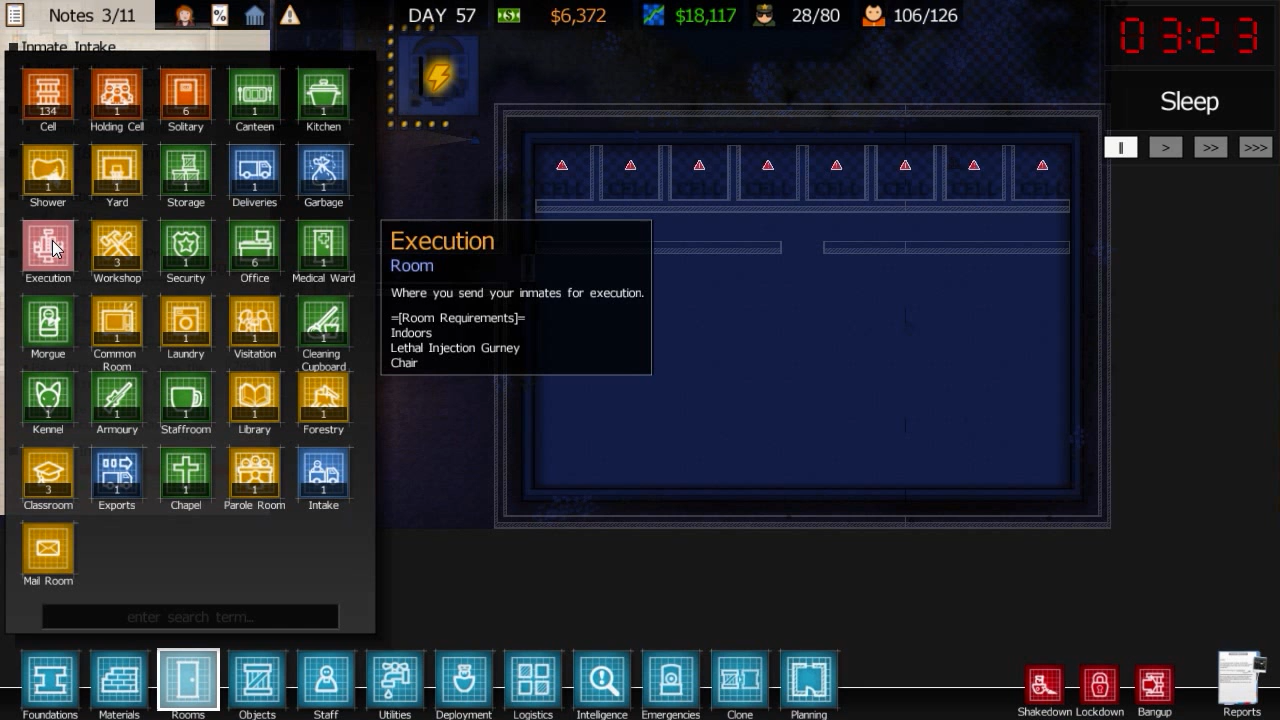 Notes 3/11
DAY 57
$6,372
$18,117
28/80
106/126
03:23
Inmate Intake
Sleep
|| > >> >>>
134 1 6 1 1
Cell Holding Cell Solitary Canteen Kitchen
1 1 1 1 1
Shower Yard Storage Deliveries Garbage
3 1 6 1
Execution Workshop Security Office Medical Ward
1 1 1 1
Morgue Common Room Laundry Visitation Cleaning Cupboard
1 1 1 1 1
Kennel Armoury Staffroom Library Forestry
3 1 1 1 1
Classroom Exports Chapel Parole Room Intake
Mail Room
enter search term...
Execution
Room
Where you send your inmates for execution.
=[Room Requirements]=
Indoors
Lethal Injection Gurney
Chair
Foundations Materials Rooms Objects Staff Utilities Deployment Logistics Inteligence Emergencies Clone Planning
Shakedown Lockdown Bangup Reports